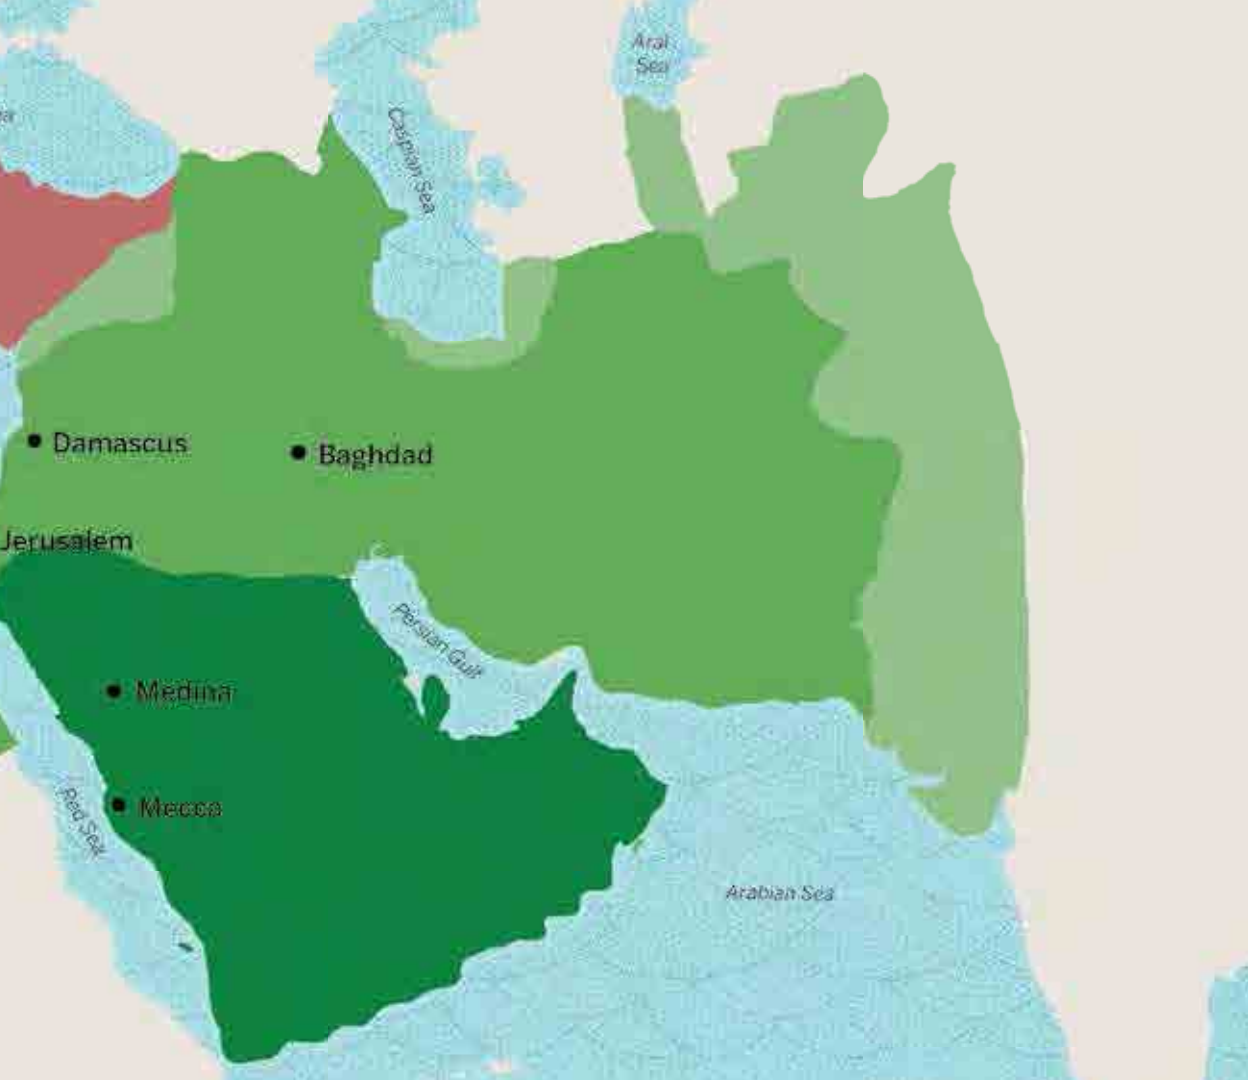 Aral
Sea
Caspian Sea
Damascus
Baghdad
Jerusalem
Persian Gulf
Medina
Mecca
Red Sea
Arabian Sea